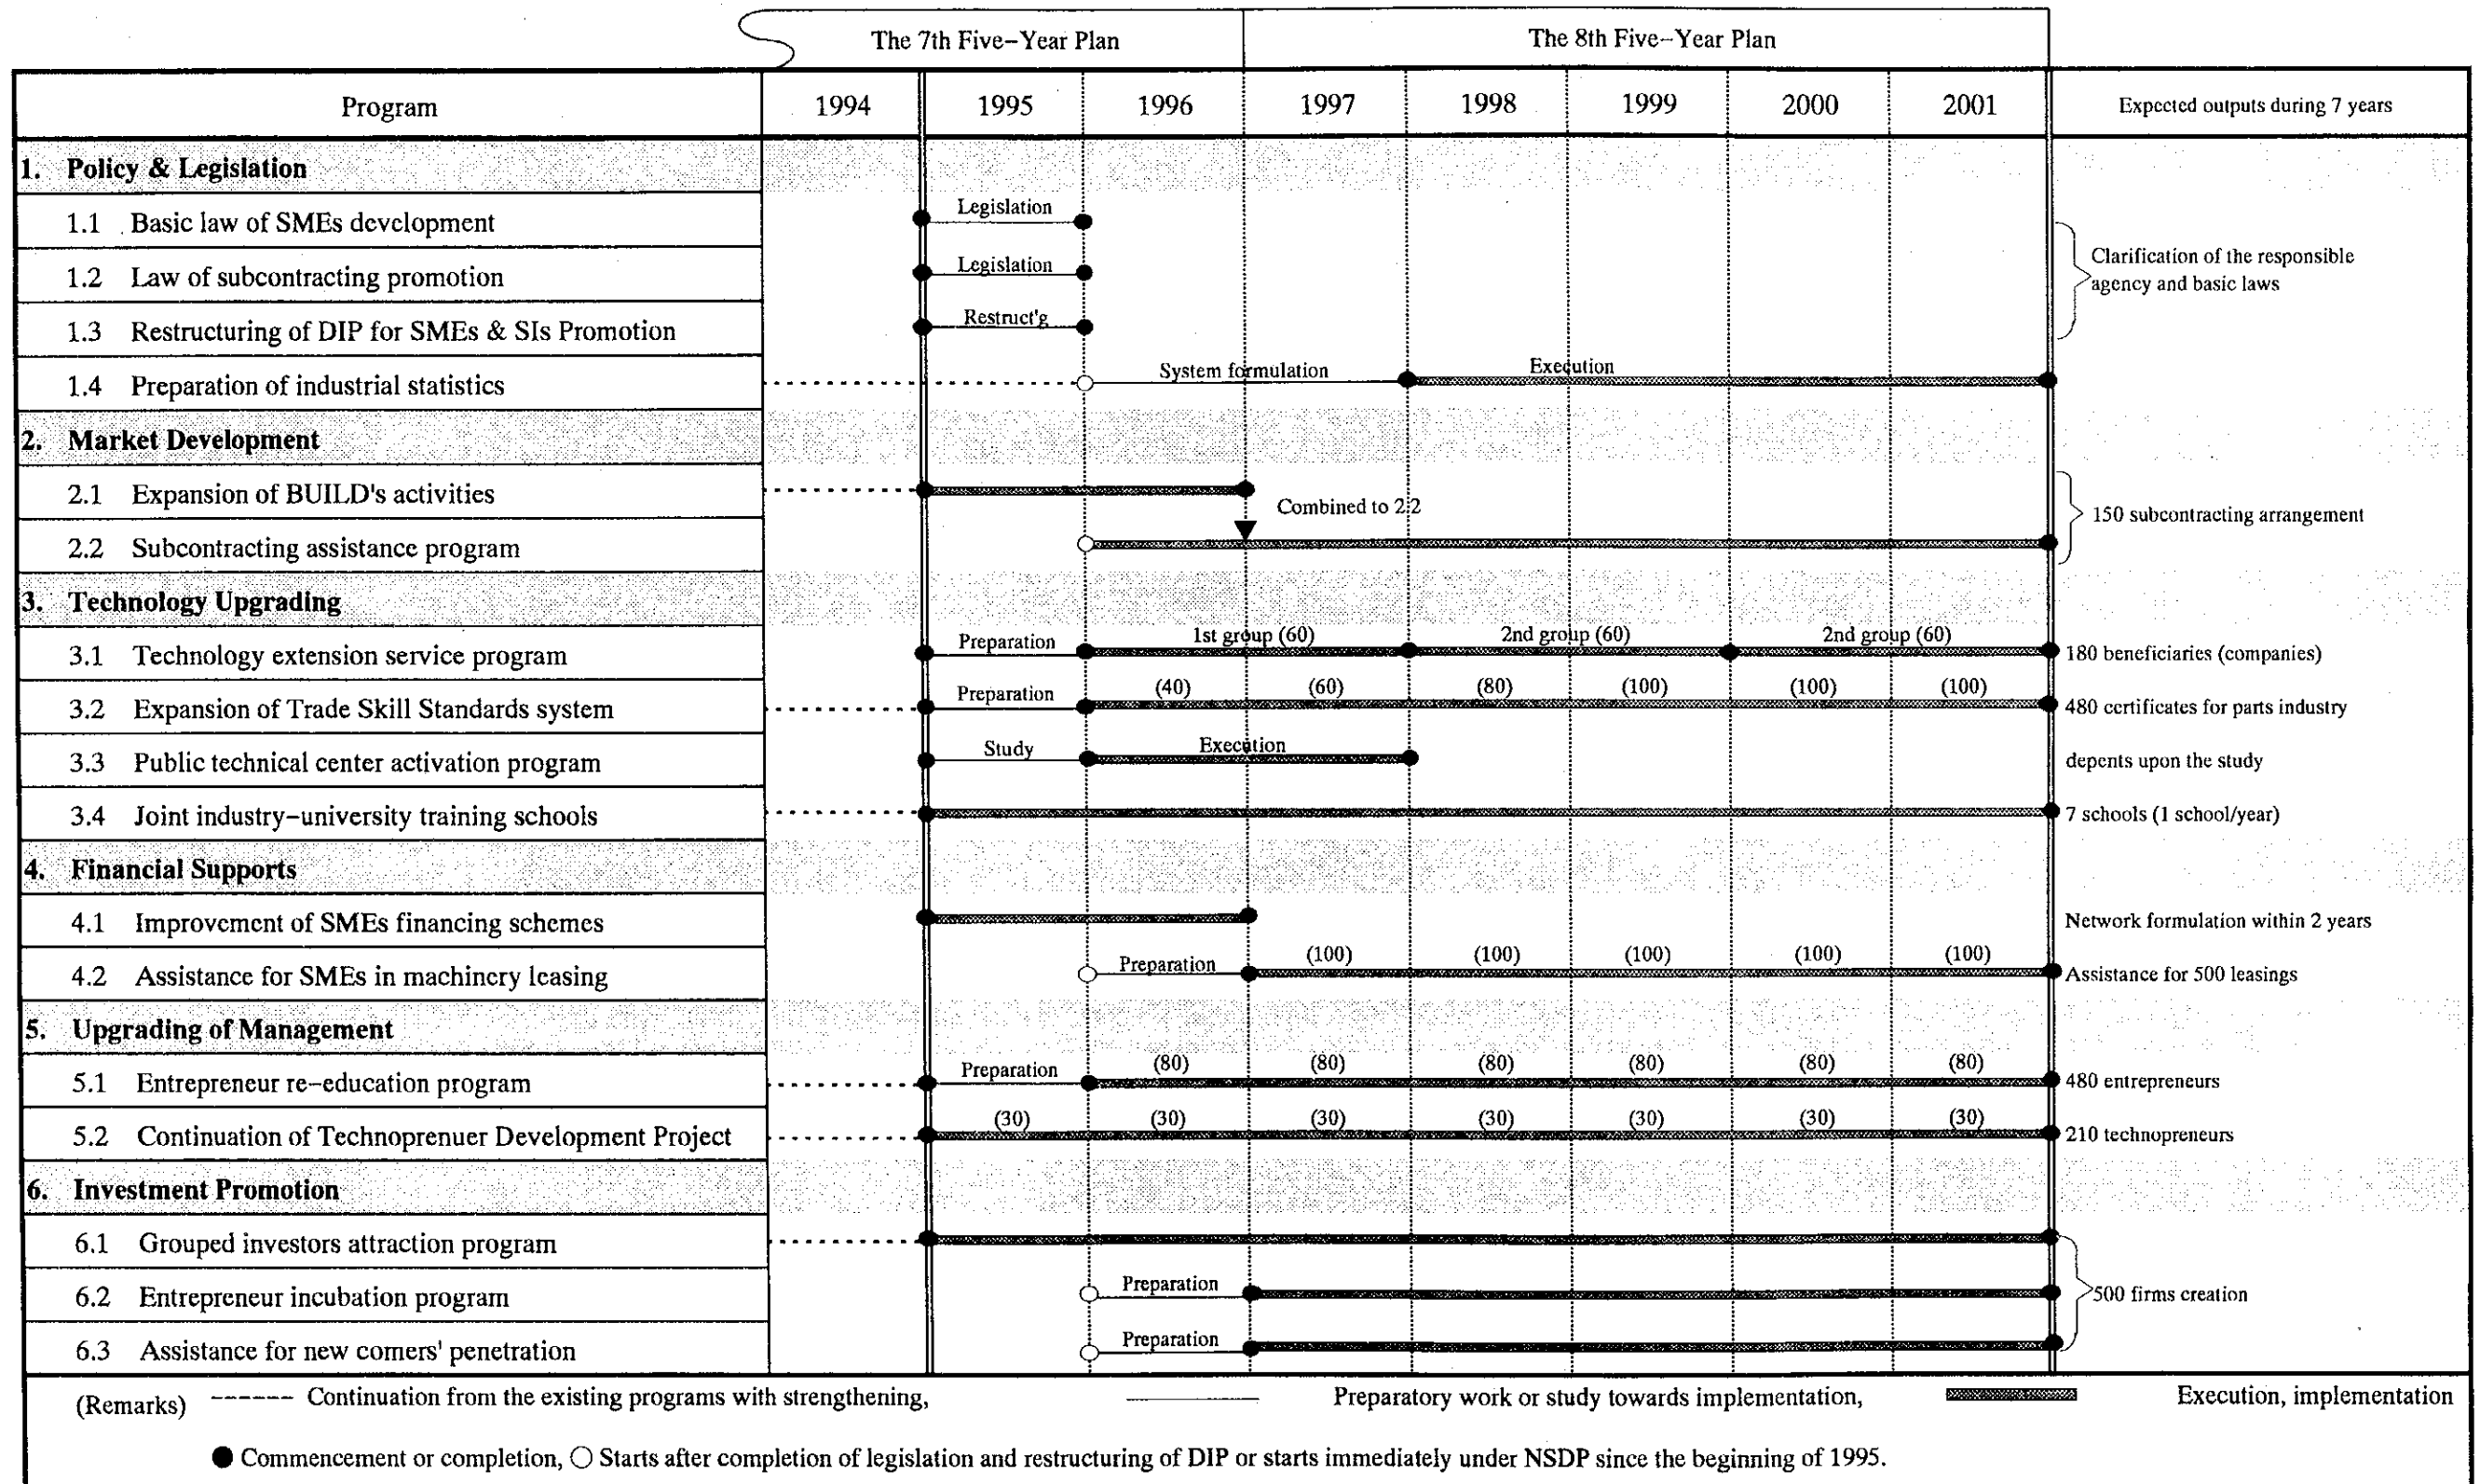 The 7th Five–Year Plan The 8th Five–Year Plan
Program 1994 1995 1996 1997 1998 1999 2000 2001 Expected outputs during 7 years
1. Policy & Legislation
1.1 Basic law of SMEs development Legislation
1.2 Law of subcontracting promotion Legislation
Clarification of the responsible
agency and basic laws
1.3 Restructuring of DIP for SMEs & SIs Promotion Restruct'g
1.4 Preparation of industrial statistics System formulation Execution
2. Market Development
2.1 Expansion of BUILD's activities
Combined to 2.2
150 subcontracting arrangement
2.2 Subcontracting assistance program
3. Technology Upgrading
3.1 Technology extension service program Preparation 1st group (60) 2nd group (60) 2nd group (60) 180 beneficiaries (companies)
3.2 Expansion of Trade Skill Standards system Preparation (40) (60) (80) (100) (100) (100) 480 certificates for parts industry
3.3 Public technical center activation program Study Execution depents upon the study
3.4 Joint industry–university training schools 7 schools (1 school/year)
4. Financial Supports
4.1 Improvement of SMEs financing schemes Network formulation within 2 years
4.2 Assistance for SMEs in machinery leasing Preparation (100) (100) (100) (100) (100) Assistance for 500 leasings
5. Upgrading of Management
5.1 Entrepreneur re–education program Preparation (80) (80) (80) (80) (80) (80) 480 entrepreneurs
5.2 Continuation of Technoprenuer Development Project (30) (30) (30) (30) (30) (30) (30) 210 technopreneurs
6. Investment Promotion
6.1 Grouped investors attraction program
6.2 Entrepreneur incubation program Preparation 500 firms creation
6.3 Assistance for new comers' penetration Preparation
(Remarks) ------ Continuation from the existing programs with strengthening, Preparatory work or study towards implementation, Execution, implementation
● Commencement or completion, ○ Starts after completion of legislation and restructuring of DIP or starts immediately under NSDP since the beginning of 1995.